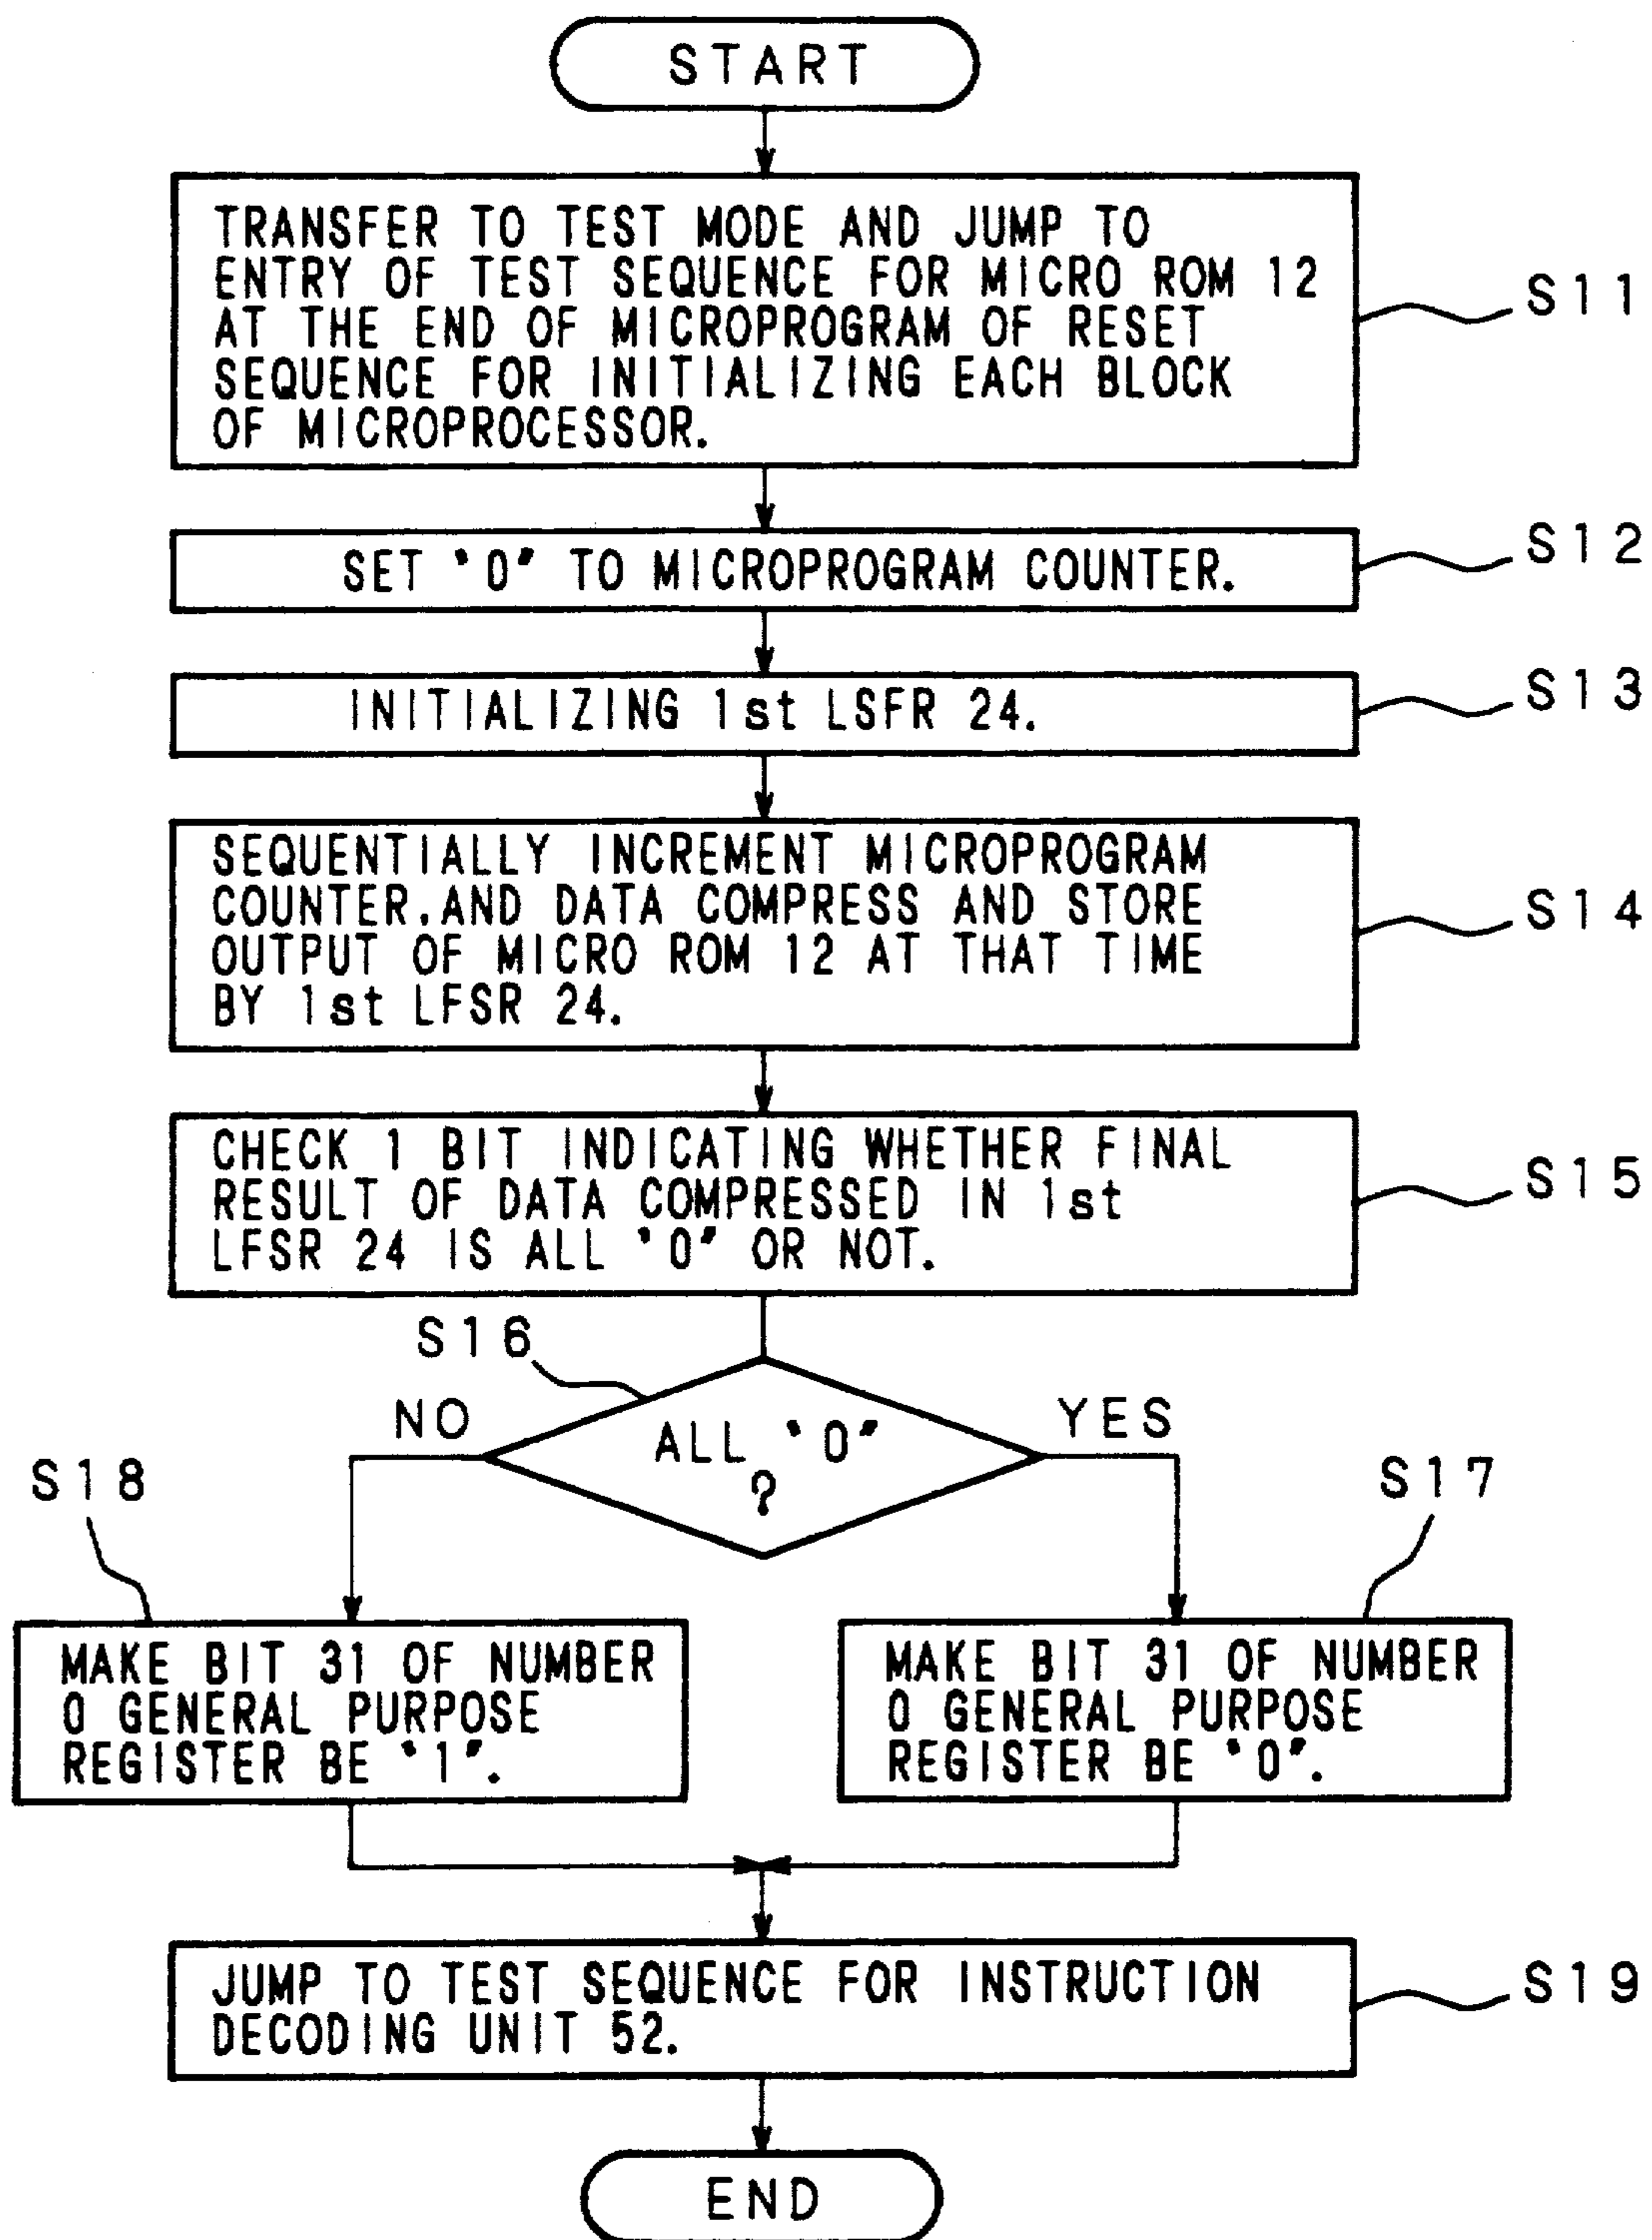 START
TRANSFER TO TEST MODE AND JUMP TO
ENTRY OF TEST SEQUENCE FOR MICRO ROM 12
AT THE END OF MICROPROGRAM OF RESET
SEQUENCE FOR INITIALIZING EACH BLOCK
OF MICROPROCESSOR.
S11
SET "0" TO MICROPROGRAM COUNTER.
S12
INITIALIZING 1st LSFR 24.
S13
SEQUENTIALLY INCREMENT MICROPROGRAM
COUNTER.AND DATA COMPRESS AND STORE
OUTPUT OF MICRO ROM 12 AT THAT TIME
BY 1st LFSR 24.
S14
CHECK 1 BIT INDICATING WHETHER FINAL
RESULT OF DATA COMPRESSED IN 1st
LFSR 24 IS ALL "0" OR NOT.
S15
S16
NO
ALL "0"
?
YES
S18
S17
MAKE BIT 31 OF NUMBER
0 GENERAL PURPOSE
REGISTER BE "1".
MAKE BIT 31 OF NUMBER
0 GENERAL PURPOSE
REGISTER BE "0".
JUMP TO TEST SEQUENCE FOR INSTRUCTION
DECODING UNIT 52.
S19
END